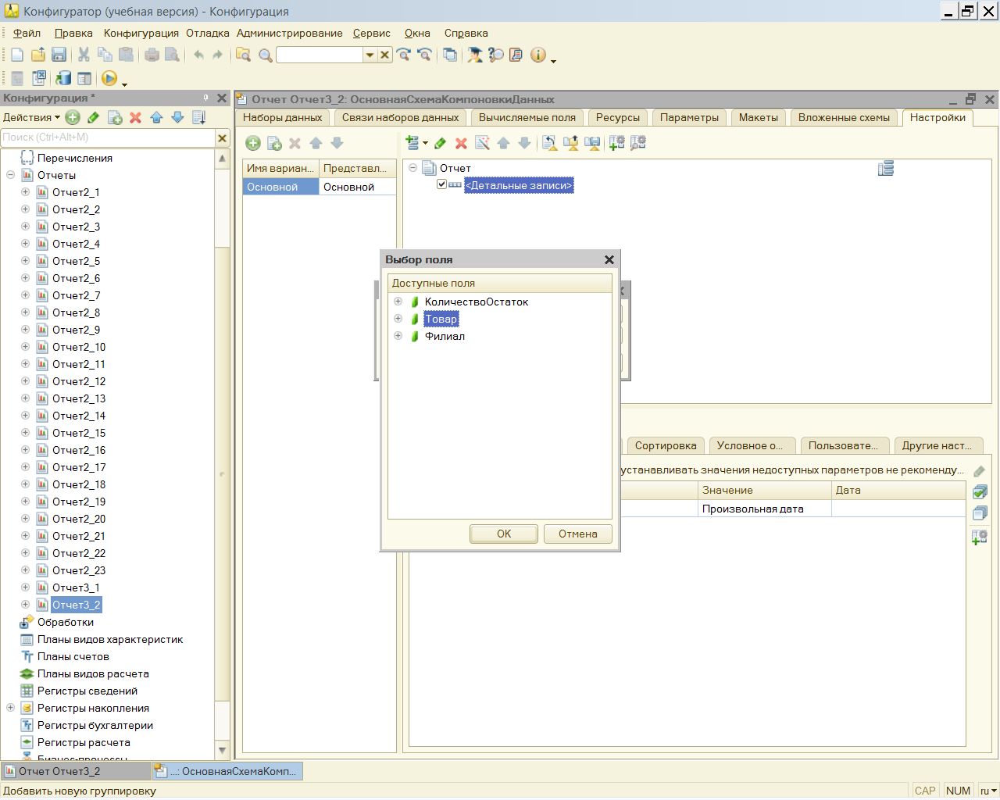 Конфигуратор (учебная версия) - Конфигурация
Файл Правка Конфигурация Отладка Администрирование Сервис Окна Справка
Конфигурация *
Действия
Поиск (Ctrl+Alt+M)
Перечисления
Отчеты
Отчет2_1
Отчет2_2
Отчет2_3
Отчет2_4
Отчет2_5
Отчет2_6
Отчет2_7
Отчет2_8
Отчет2_9
Отчет2_10
Отчет2_11
Отчет2_12
Отчет2_13
Отчет2_14
Отчет2_15
Отчет2_16
Отчет2_17
Отчет2_18
Отчет2_19
Отчет2_20
Отчет2_21
Отчет2_22
Отчет2_23
Отчет3_1
Отчет3_2
Обработки
Планы видов характеристик
Планы счетов
Планы видов расчета
Регистры сведений
Регистры накопления
Регистры бухгалтерии
Регистры расчета
Бизнес-процессы
Отчет Отчет3_2: ОсновнаяСхемаКомпоновкиДанных
Наборы данных Связи наборов данных Вычисляемые поля Ресурсы Параметры Макеты Вложенные схемы Настройки
Имя вариан... Представл...
Основной Основной
Отчет
<Детальные записи>
Выбор поля
Доступные поля
КоличествоОстаток
Товар
Филиал
OK Отмена
Сортировка Условное о... Пользовате... Другие наст...
устанавливать значения недоступных параметров не рекоменду...
Значение Дата
Произвольная дата
Отчет Отчет3_2 ...: ОсновнаяСхемаКомп...
Добавить новую группировку CAP NUM ru